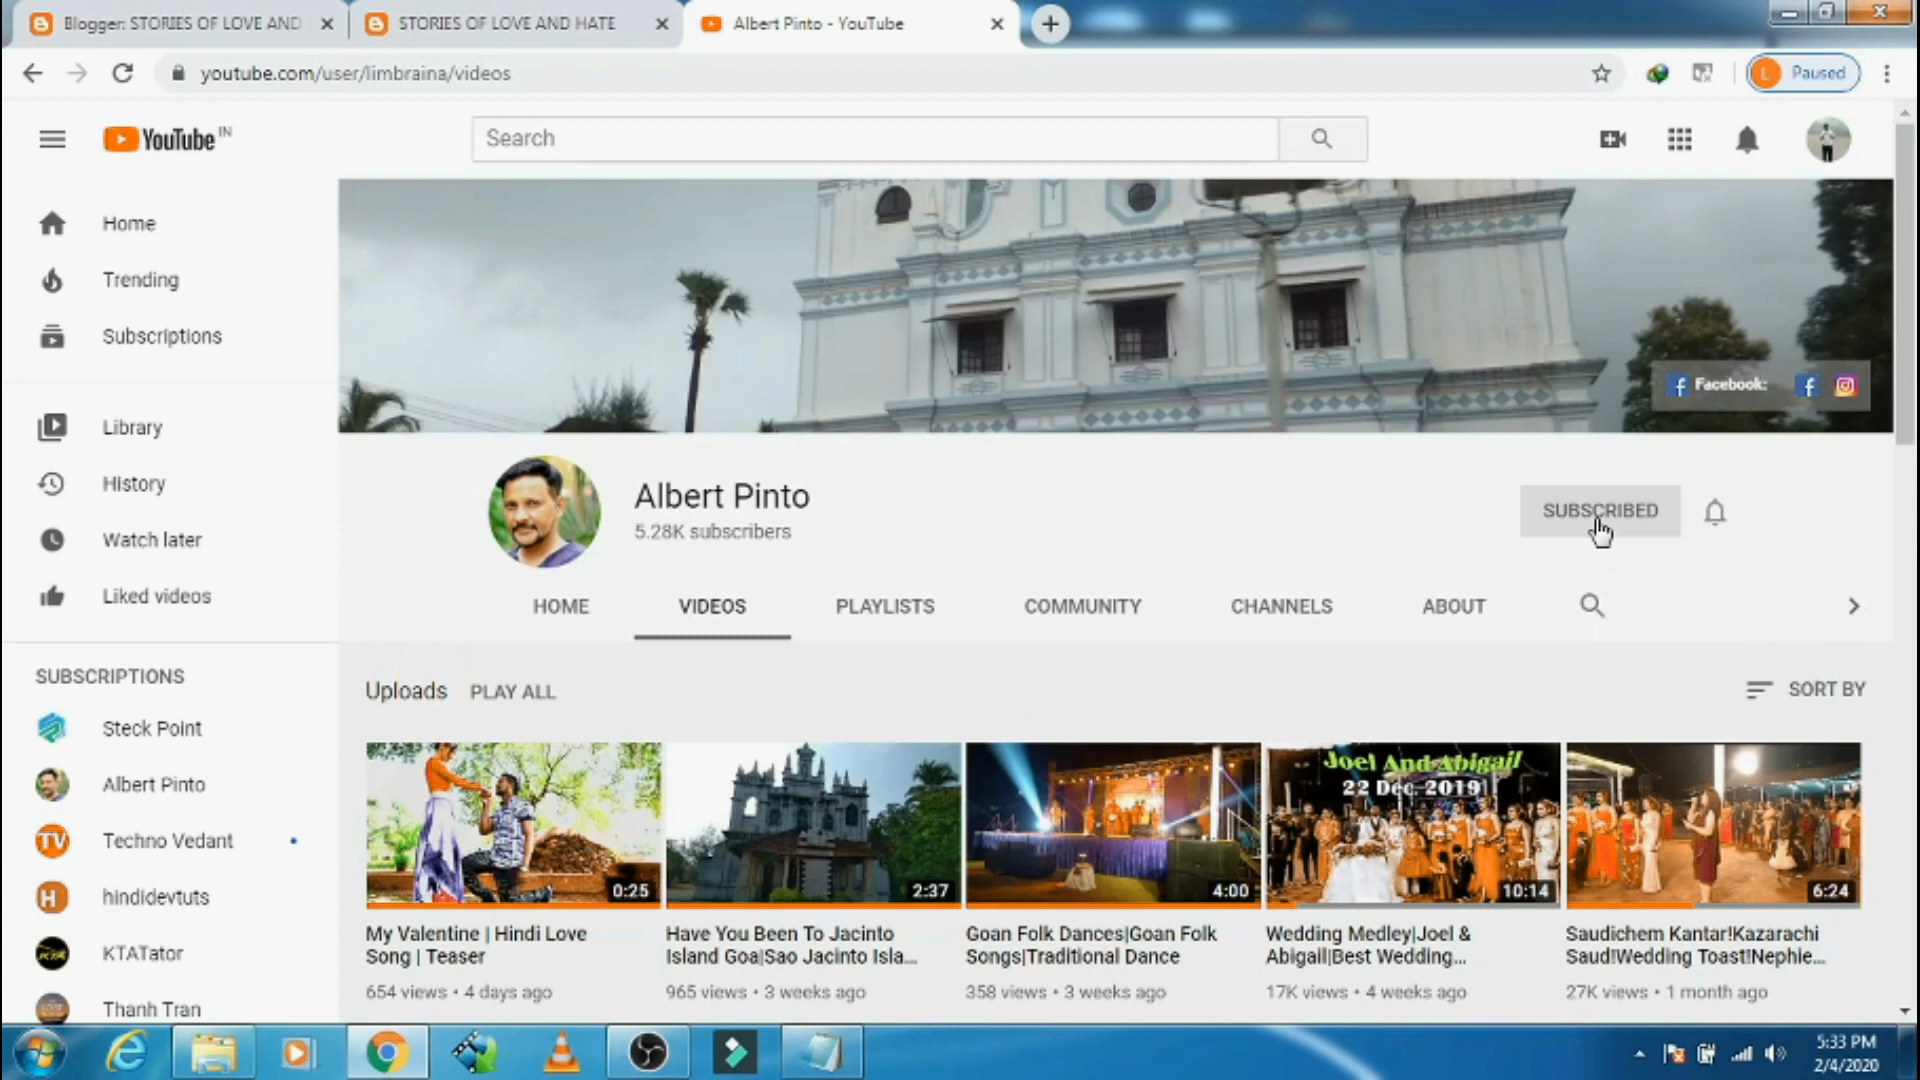 Blogger: STORIES OF LOVE AND
STORIES OF LOVE AND HATE
Albert Pinto - YouTube
youtube.com/user/limbraina/videos
L Paused
YouTube IN
Search
Home
Trending
Subscriptions
Library
History
Watch later
Liked videos
SUBSCRIPTIONS
Steck Point
Albert Pinto
TV Techno Vedant
H hindidevtuts
KTATator
Thanh Tran
Facebook:
Albert Pinto
5.28K subscribers
SUBSCRIBED
HOME VIDEOS PLAYLISTS COMMUNITY CHANNELS ABOUT
Uploads PLAY ALL
SORT BY
0:25
My Valentine | Hindi Love
Song | Teaser
654 views • 4 days ago
2:37
Have You Been To Jacinto
Island Goa|Sao Jacinto Isla...
965 views • 3 weeks ago
4:00
Goan Folk Dances|Goan Folk
Songs|Traditional Dance
358 views • 3 weeks ago
Joel And Abigail
22 Dec 2019
10:14
Wedding Medley|Joel &
Abigail|Best Wedding...
17K views • 4 weeks ago
6:24
Saudichem Kantar!Kazarachi
Saud!Wedding Toast!Nephie...
27K views • 1 month ago
5:33 PM
2/4/2020